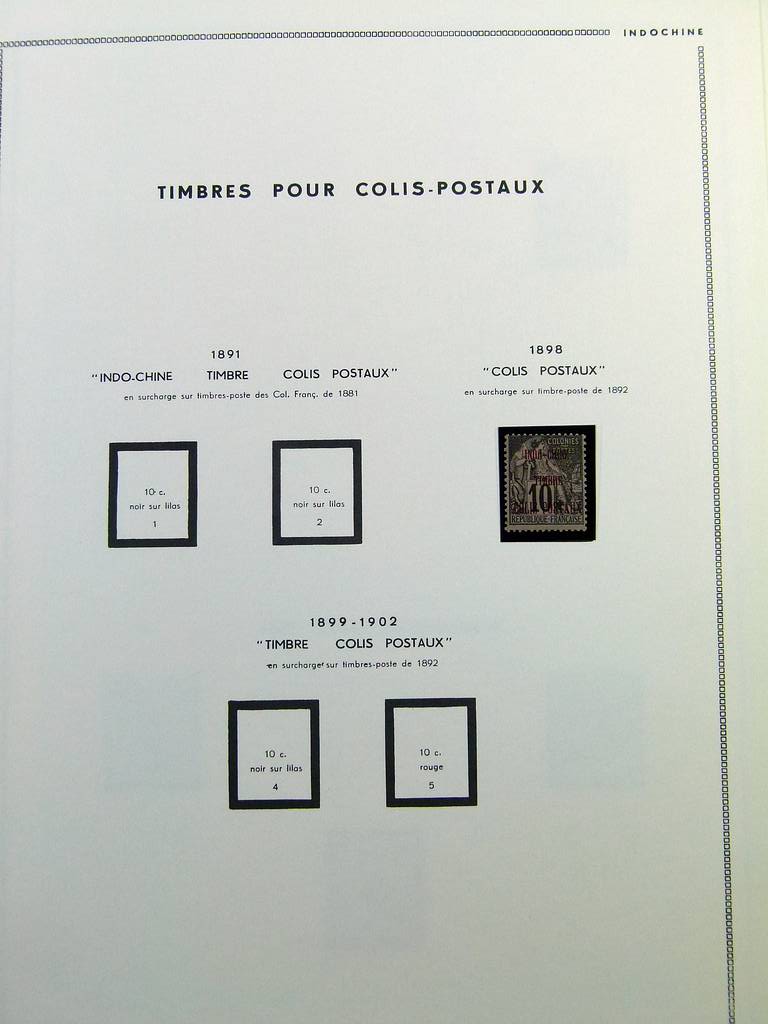 INDOCHINE
TIMBRES POUR COLIS-POSTAUX
1891
"INDO-CHINE TIMBRE COLIS POSTAUX"
en surcharge sur timbres-poste des Col. Franç. de 1881
1898
"COLIS POSTAUX"
en surcharge sur timbre-poste de 1892
10 c.
noir sur lilas
1
10 c.
noir sur lilas
2
COLONIES
POSTES
INDO-CHINE
TIMBRE
10
COLIS POSTAUX
REPUBLIQUE FRANÇAISE
1899-1902
"TIMBRE COLIS POSTAUX"
en surcharge sur timbres-poste de 1892
10 c.
noir sur lilas
4
10 c.
rouge
5